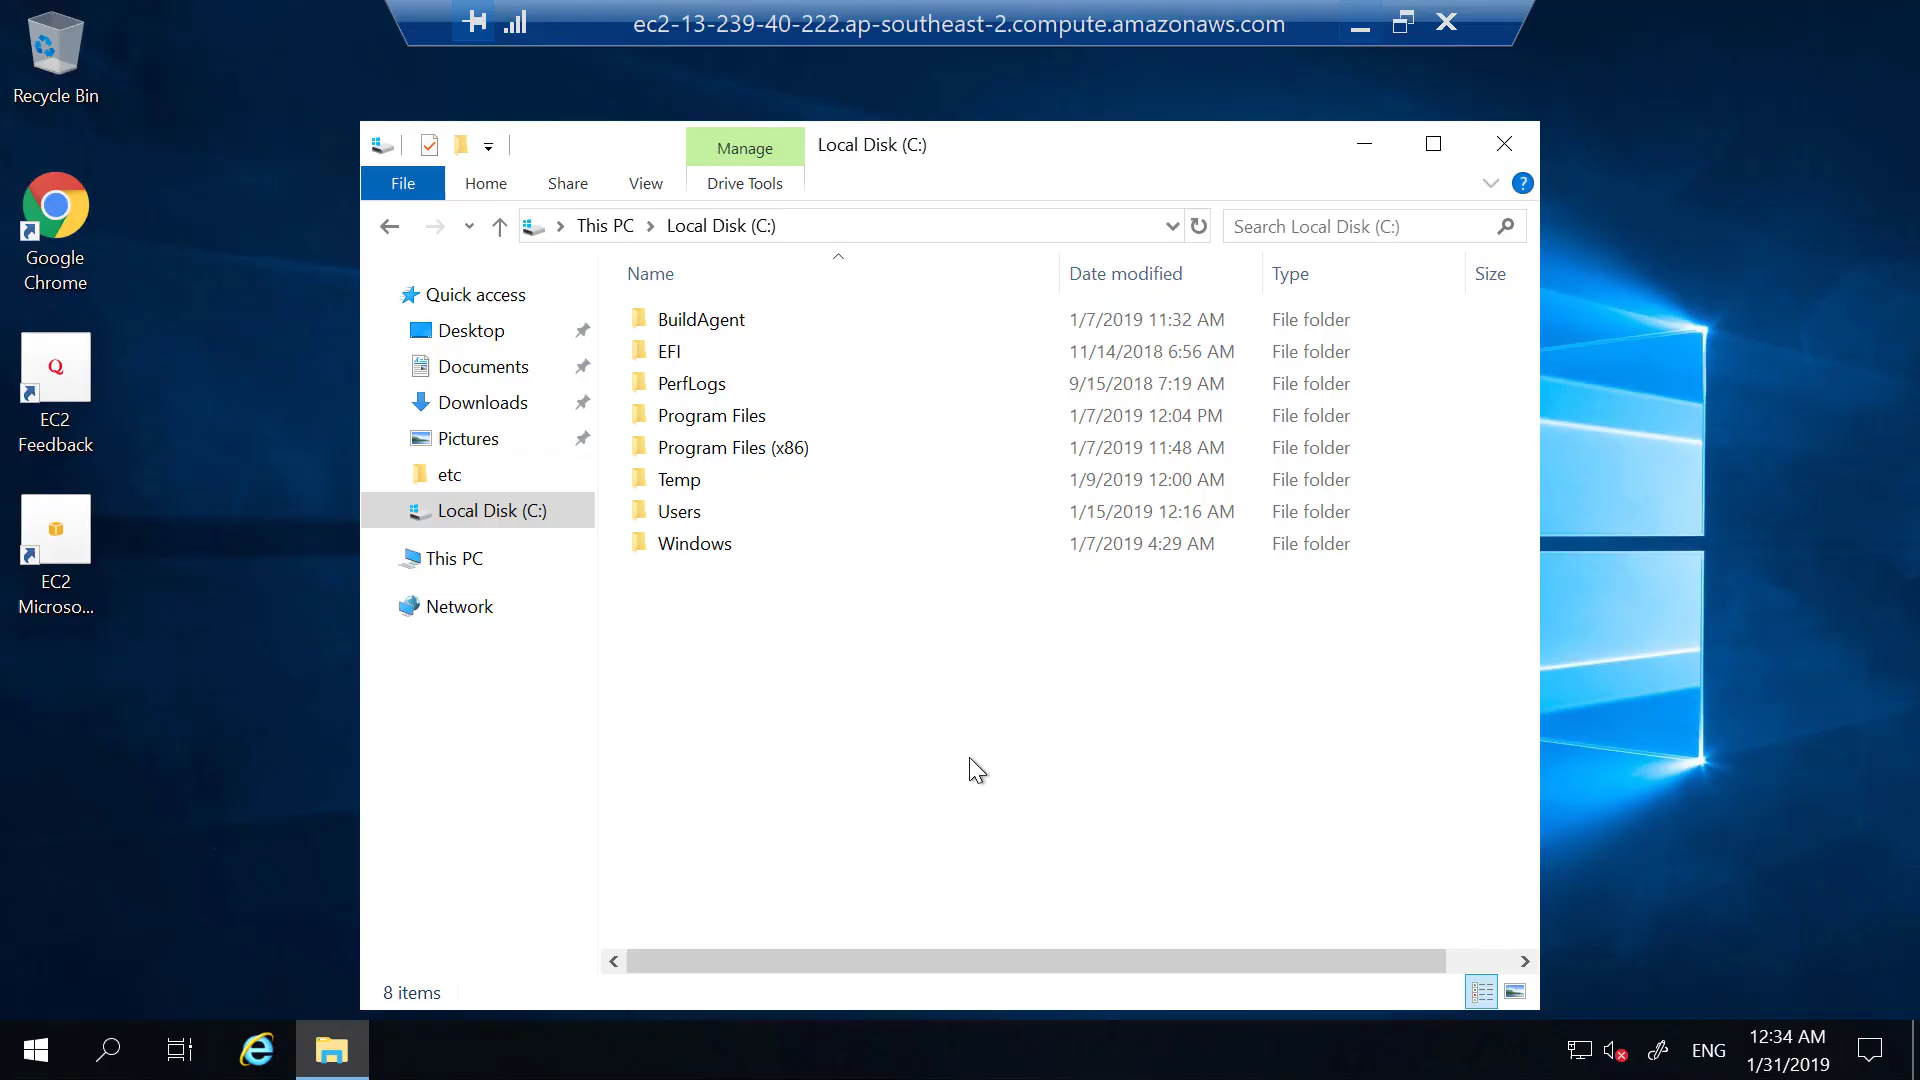 ec2-13-239-40-222.ap-southeast-2.compute.amazonaws.com
Recycle Bin
Google
Chrome
Q
EC2
Feedback
EC2
Microso...
Manage
Local Disk (C:)
File
Home
Share
View
Drive Tools
?
This PC
Local Disk (C:)
Search Local Disk (C:)
Name
Date modified
Type
Size
Quick access
Desktop
Documents
Downloads
Pictures
etc
Local Disk (C:)
This PC
Network
BuildAgent 1/7/2019 11:32 AM File folder
EFI 11/14/2018 6:56 AM File folder
PerfLogs 9/15/2018 7:19 AM File folder
Program Files 1/7/2019 12:04 PM File folder
Program Files (x86) 1/7/2019 11:48 AM File folder
Temp 1/9/2019 12:00 AM File folder
Users 1/15/2019 12:16 AM File folder
Windows 1/7/2019 4:29 AM File folder
8 items
ENG
12:34 AM
1/31/2019